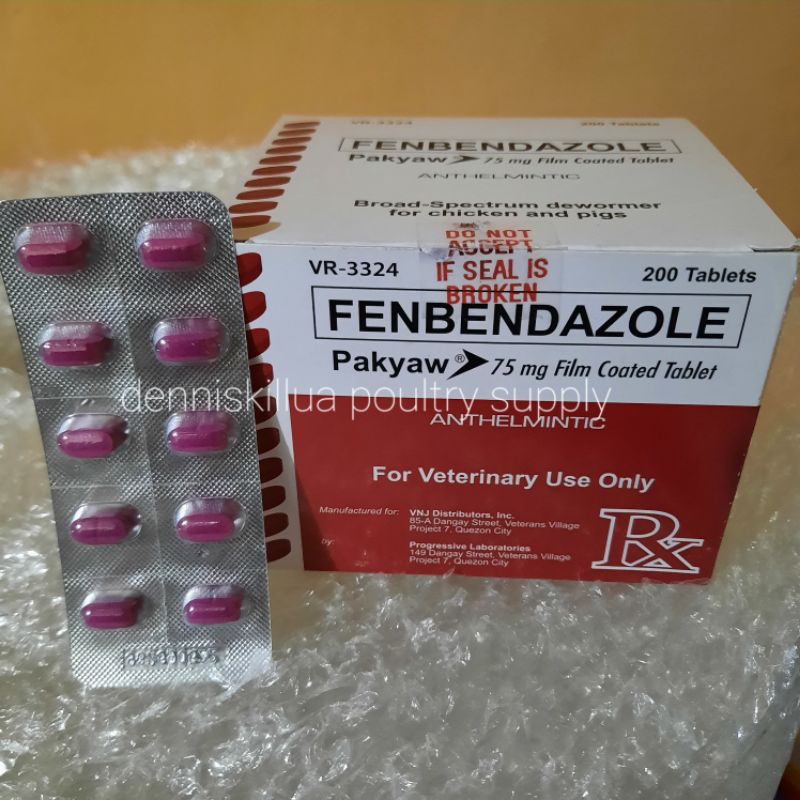 VR-3324
200 Tablets
FENBENDAZOLE
Pakyaw 75 mg Film Coated Tablet
ANTHELMINTIC
Broad-Spectrum dewormer
for chicken and pigs
DO NOT
ACCEPT
IF SEAL IS
BROKEN
VR-3324
200 Tablets
FENBENDAZOLE
Pakyaw® 75 mg Film Coated Tablet
denniskillua poultry supply
ANTHELMINTIC
For Veterinary Use Only
Manufactured for: VNJ Distributors, Inc.
85-A Dangay Street, Veterans Village
Project 7, Quezon City
by: Progressive Laboratories
149 Dangay Street, Veterans Village
Project 7, Quezon City
Rx